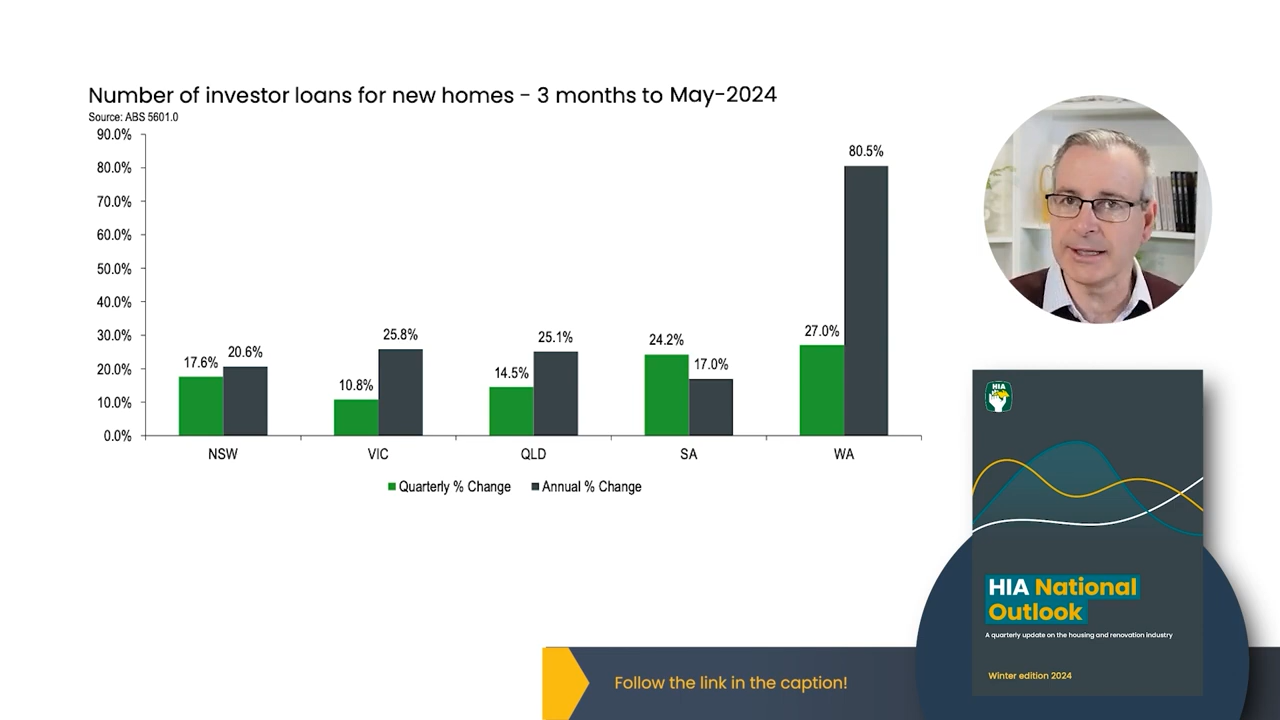 Number of investor loans for new homes - 3 months to May-2024
Source: ABS 5601.0
90.0%
80.0%
70.0%
60.0%
50.0%
40.0%
30.0%
20.0%
10.0%
0.0%
17.6%
20.6%
10.8%
25.8%
14.5%
25.1%
24.2%
17.0%
27.0%
80.5%
NSW
VIC
QLD
SA
WA
Quarterly % Change
Annual % Change
HIA
HIA National
Outlook
A quarterly update on the housing and renovation industry
Winter edition 2024
Follow the link in the caption!